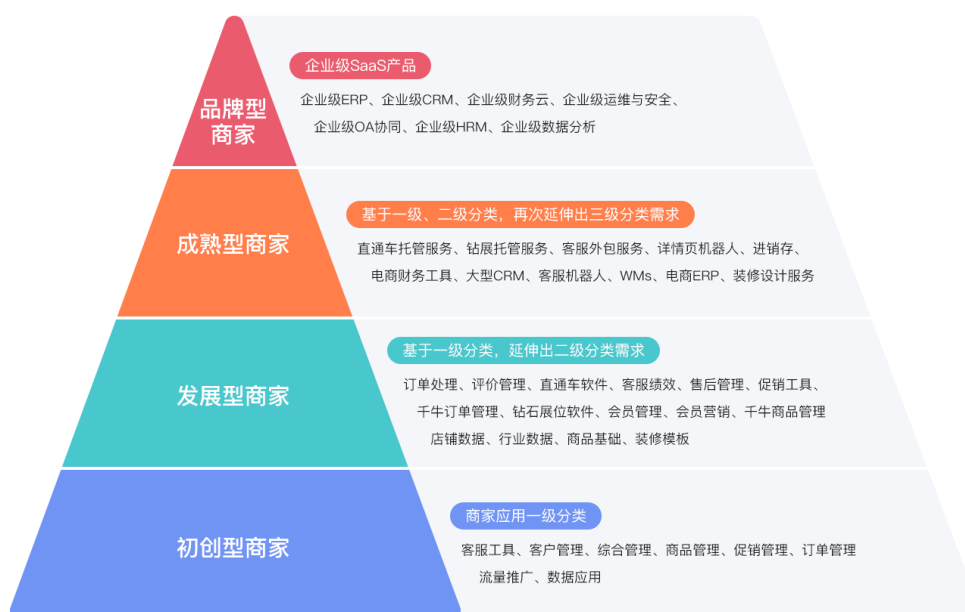 企业级SaaS产品
企业级ERP、企业级CRM、企业级财务云、企业级运维与安全、
企业级OA协同、企业级HRM、企业级数据分析
品牌型
商家
基于一级、二级分类，再次延伸出三级分类需求
直通车托管服务、钻展托管服务、客服外包服务、详情页机器人、进销存、
电商财务工具、大型CRM、客服机器人、WMs、电商ERP、装修设计服务
成熟型商家
基于一级分类，延伸出二级分类需求
订单处理、评价管理、直通车软件、客服绩效、售后管理、促销工具、
千牛订单管理、钻石展位软件、会员管理、会员营销、千牛商品管理
店铺数据、行业数据、商品基础、装修模板
发展型商家
商家应用一级分类
客服工具、客户管理、综合管理、商品管理、促销管理、订单管理
流量推广、数据应用
初创型商家